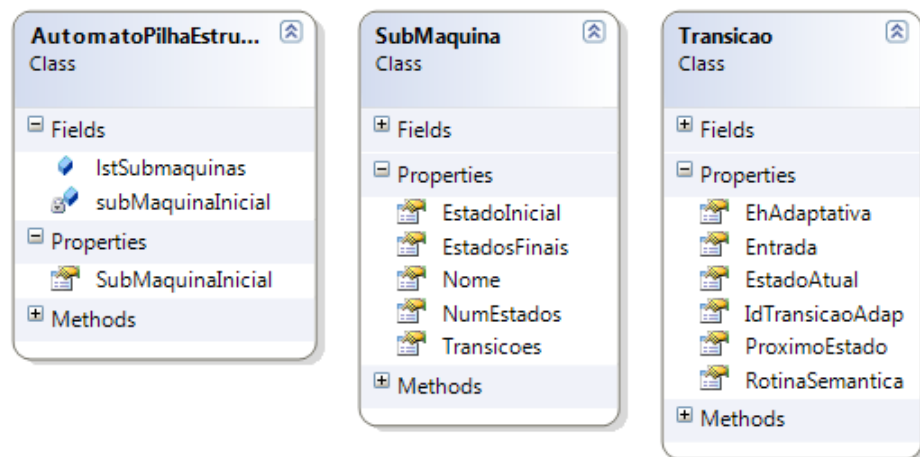 AutomatoPilhaEstru...
Class
Fields
lstSubmaquinas
subMaquinaInicial
Properties
SubMaquinaInicial
Methods
SubMaquina
Class
Fields
Properties
EstadoInicial
EstadosFinais
Nome
NumEstados
Transicoes
Methods
Transicao
Class
Fields
Properties
EhAdaptativa
Entrada
EstadoAtual
IdTransicaoAdap
ProximoEstado
RotinaSemantica
Methods